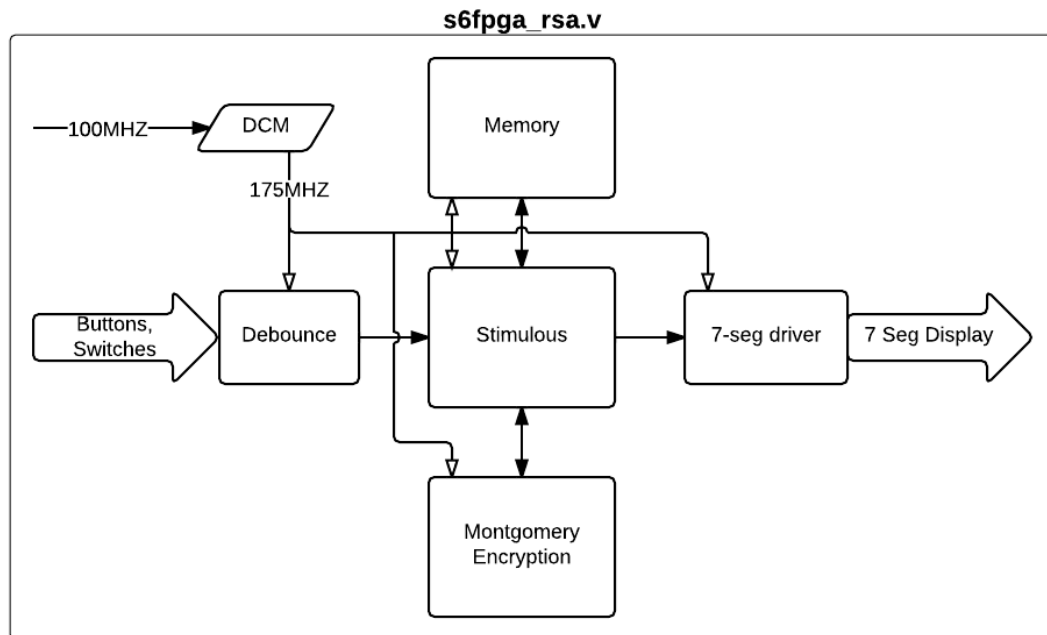 s6fpga_rsa.v
100MHZ
DCM
Memory
175MHZ
Buttons,
Switches
Debounce
Stimulous
7-seg driver
7 Seg Display
Montgomery
Encryption